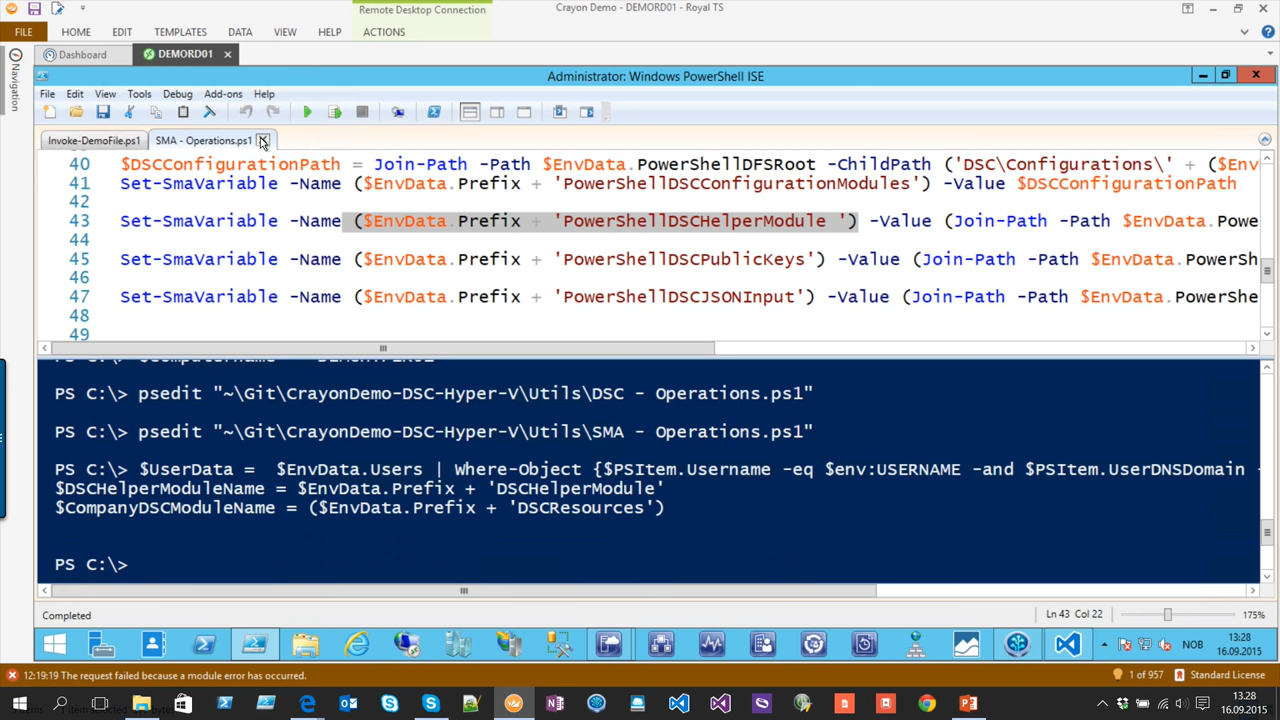 Remote Desktop Connection
Crayon Demo - DEMORD01 - Royal TS
FILE HOME EDIT TEMPLATES DATA VIEW HELP ACTIONS
Dashboard DEMORD01
Navigation
Administrator: Windows PowerShell ISE
File Edit View Tools Debug Add-ons Help
Invoke-DemoFile.ps1 SMA - Operations.ps1
40 $DSCConfigurationPath = Join-Path -Path $EnvData.PowerShellDFSRoot -ChildPath ('DSC\Configurations\' + ($Env
41 Set-SmaVariable -Name ($EnvData.Prefix + 'PowerShellDSCConfigurationModules') -Value $DSCConfigurationPath
42
43 Set-SmaVariable -Name ($EnvData.Prefix + 'PowerShellDSCHelperModule ') -Value (Join-Path -Path $EnvData.Powe
44
45 Set-SmaVariable -Name ($EnvData.Prefix + 'PowerShellDSCPublicKeys') -Value (Join-Path -Path $EnvData.PowerSh
46
47 Set-SmaVariable -Name ($EnvData.Prefix + 'PowerShellDSCJSONInput') -Value (Join-Path -Path $EnvData.PowerShe
48
49
PS C:\> psedit "~\Git\CrayonDemo-DSC-Hyper-V\Utils\DSC - Operations.ps1"
PS C:\> psedit "~\Git\CrayonDemo-DSC-Hyper-V\Utils\SMA - Operations.ps1"
PS C:\> $UserData = $EnvData.Users | Where-Object {$PSItem.Username -eq $env:USERNAME -and $PSItem.UserDNSDomain -
$DSCHelperModuleName = $EnvData.Prefix + 'DSCHelperModule'
$CompanyDSCModuleName = ($EnvData.Prefix + 'DSCResources')
PS C:\>
Completed
Ln 43 Col 22
175%
NOB
13:28
16.09.2015
12:19:19 The request failed because a module error has occurred.
1 of 957
Standard License
13.28
16.09.2015